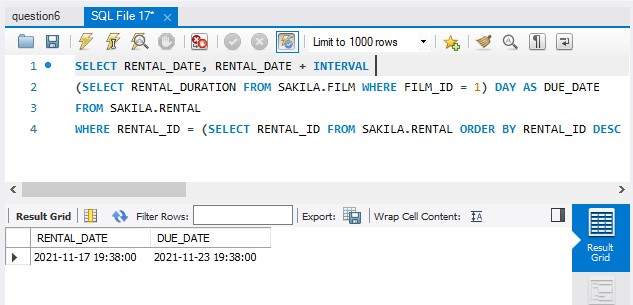 question6 SQL File 17* ×
Limit to 1000 rows
1 SELECT RENTAL_DATE, RENTAL_DATE + INTERVAL
2 (SELECT RENTAL_DURATION FROM SAKILA.FILM WHERE FILM_ID = 1) DAY AS DUE_DATE
3 FROM SAKILA.RENTAL
4 WHERE RENTAL_ID = (SELECT RENTAL_ID FROM SAKILA.RENTAL ORDER BY RENTAL_ID DESC
Result Grid Filter Rows: Export: Wrap Cell Content:
RENTAL_DATE DUE_DATE
2021-11-17 19:38:00 2021-11-23 19:38:00
Result
Grid